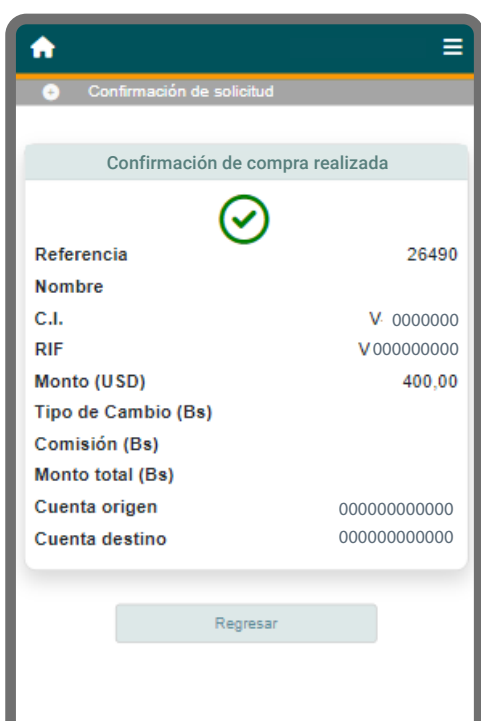 Confirmación de solicitud
Confirmación de compra realizada
Referencia 26490
Nombre
C.I. V- 0000000
RIF V000000000
Monto (USD) 400,00
Tipo de Cambio (Bs)
Comisión (Bs)
Monto total (Bs)
Cuenta origen 000000000000
Cuenta destino 000000000000
Regresar